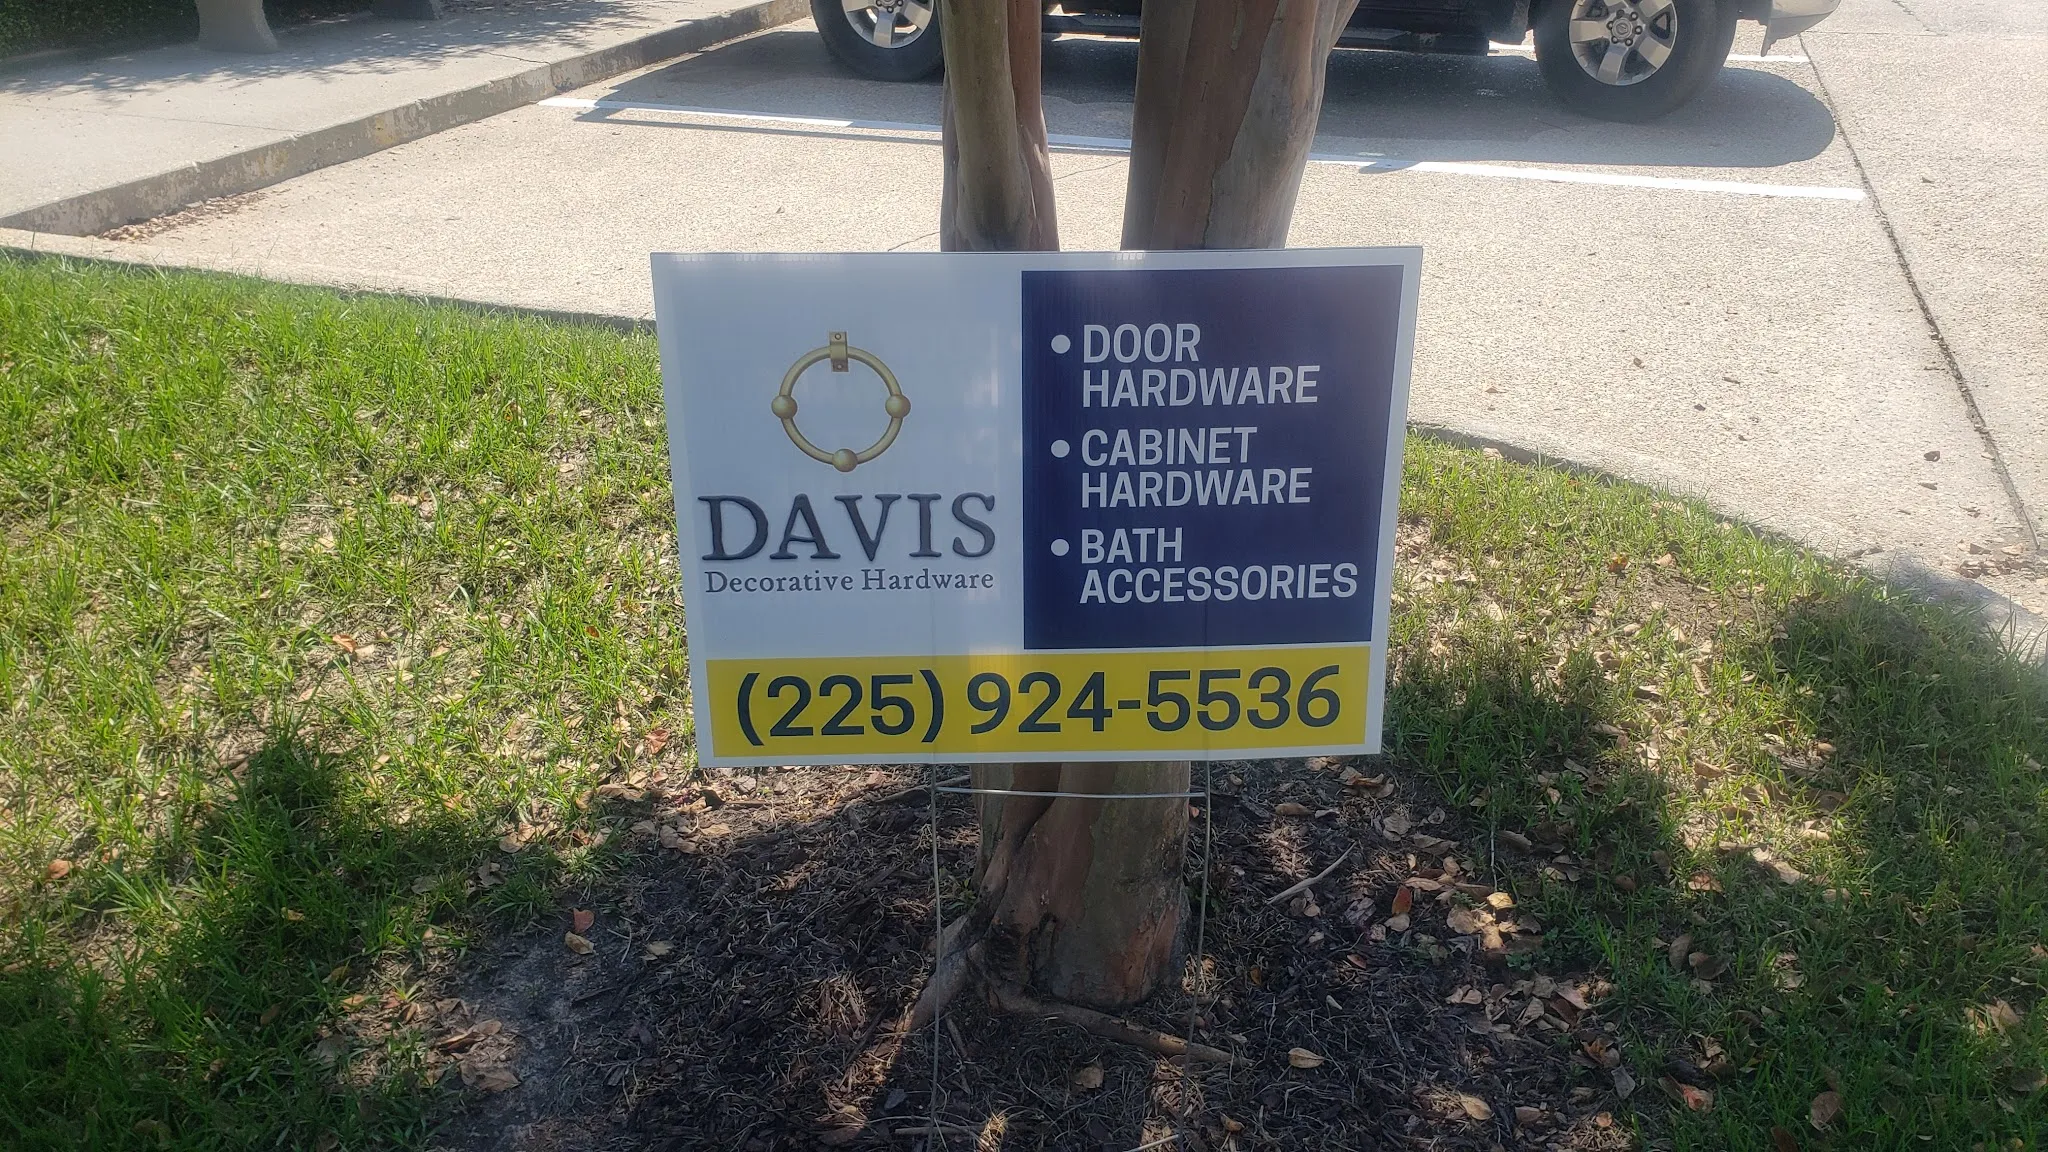 DAVIS
Decorative Hardware
• DOOR
HARDWARE
• CABINET
HARDWARE
• BATH
ACCESSORIES
(225) 924-5536